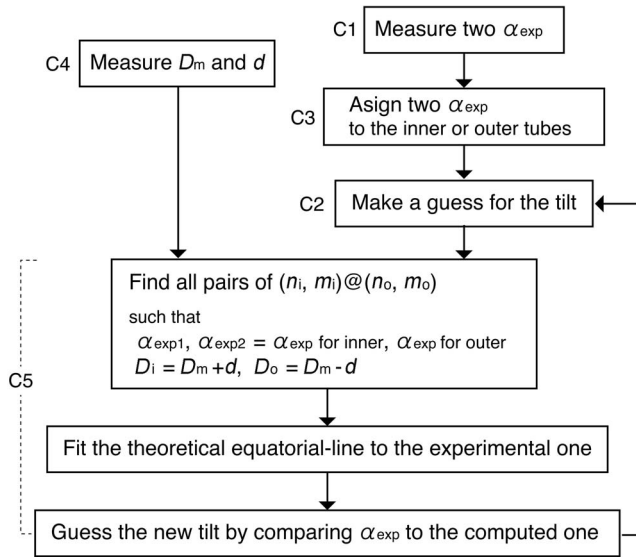 C1
Measure two αexp
C4
Measure Dm and d
C3
Asign two αexp
to the inner or outer tubes
C2
Make a guess for the tilt
Find all pairs of (ni, mi)@(no, mo)
such that
αexp1, αexp2 = αexp for inner, αexp for outer
Di = Dm+d, Do = Dm-d
C5
Fit the theoretical equatorial-line to the experimental one
Guess the new tilt by comparing αexp to the computed one